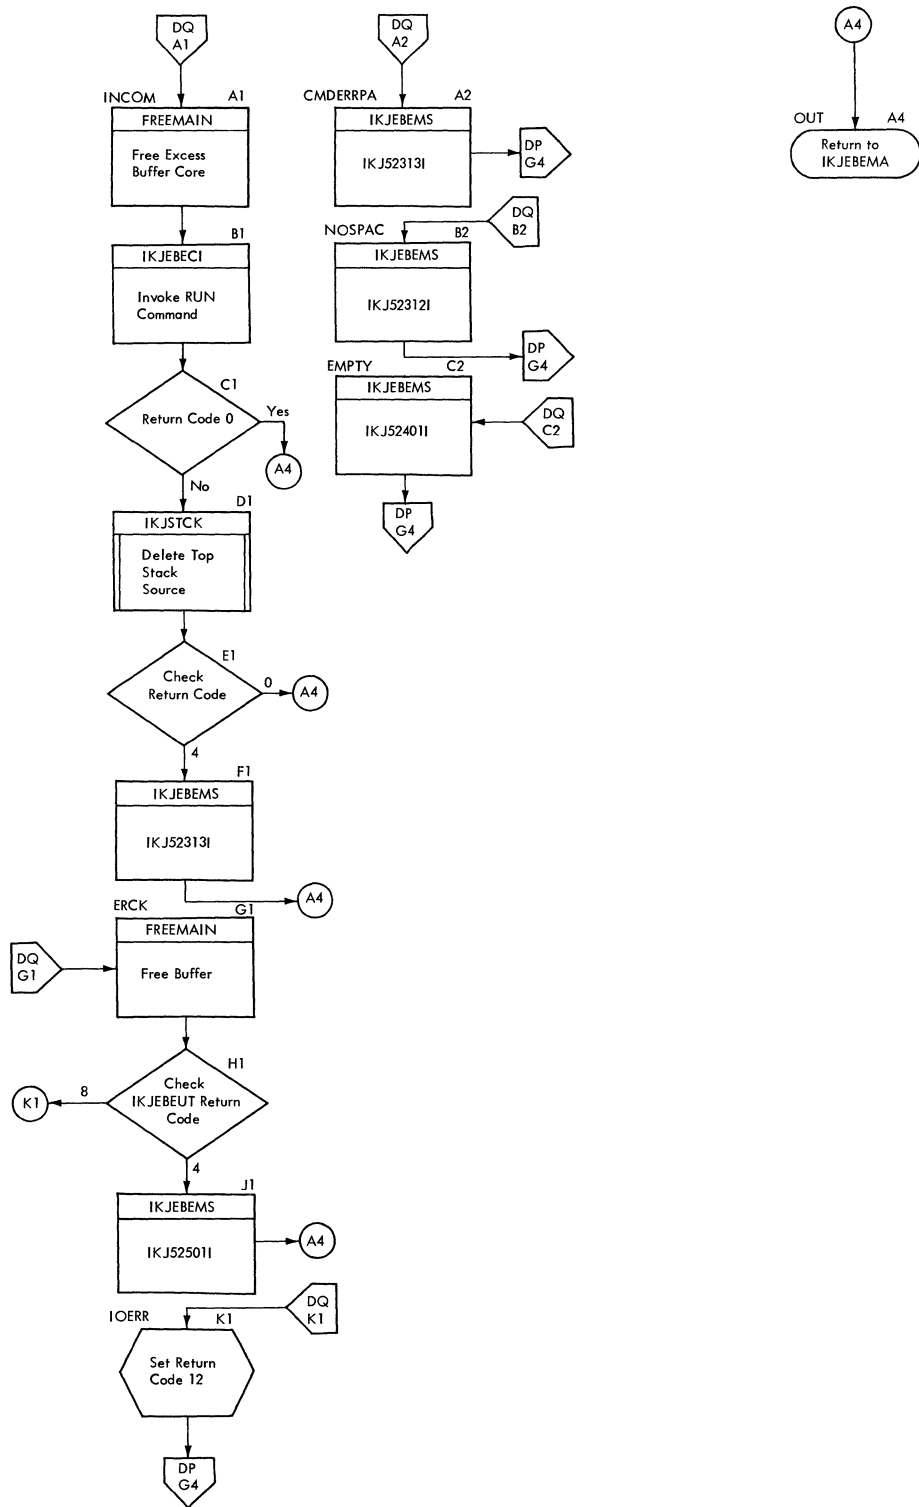 DQ
A1
INCOM
A1
FREEMAIN
Free Excess
Buffer Core
B1
IKJEBECI
Invoke RUN
Command
C1
Return Code 0
Yes
A4
No
D1
IKJSTCK
Delete Top
Stack
Source
E1
Check
Return Code
0
A4
4
F1
IKJEBEMS
IKJ52313I
A4
ERCK
G1
FREEMAIN
DQ
G1
Free Buffer
H1
Check
IKJEBEUT Return
Code
8
K1
4
J1
IKJEBEMS
IKJ52501I
A4
DQ
K1
IOERR
K1
Set Return
Code 12
DP
G4
DQ
A2
CMDERRPA
A2
IKJEBEMS
IKJ52313I
DP
G4
DQ
B2
NOSPAC
B2
IKJEBEMS
IKJ52312I
DP
G4
EMPTY
C2
IKJEBEMS
IKJ52401I
DQ
C2
DP
G4
A4
OUT
A4
Return to
IKJEBEMA